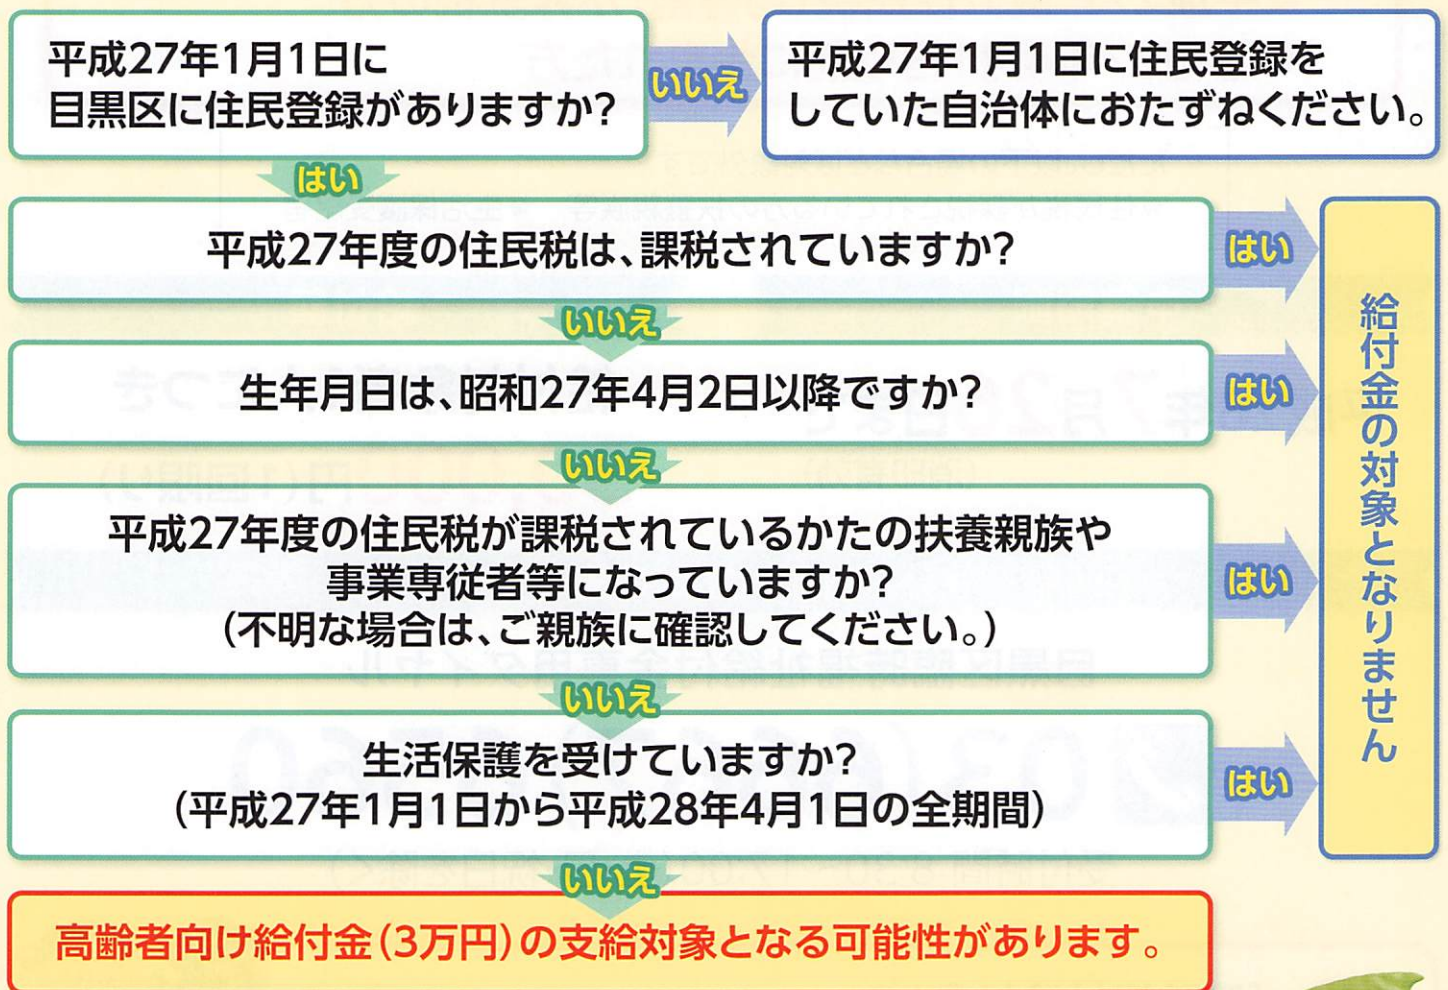 平成27年1月1日に
目黒区に住民登録がありますか?
いいえ
平成27年1月1日に住民登録を
していた自治体におたずねください。
はい
平成27年度の住民税は、課税されていますか?
はい
いいえ
生年月日は、昭和27年4月2日以降ですか?
はい
いいえ
平成27年度の住民税が課税されているかたの扶養親族や
事業専従者等になっていますか?
(不明な場合は、ご親族に確認してください。)
はい
いいえ
生活保護を受けていますか?
(平成27年1月1日から平成28年4月1日の全期間)
はい
いいえ
給付金の対象となりません
高齢者向け給付金(3万円)の支給対象となる可能性があります。